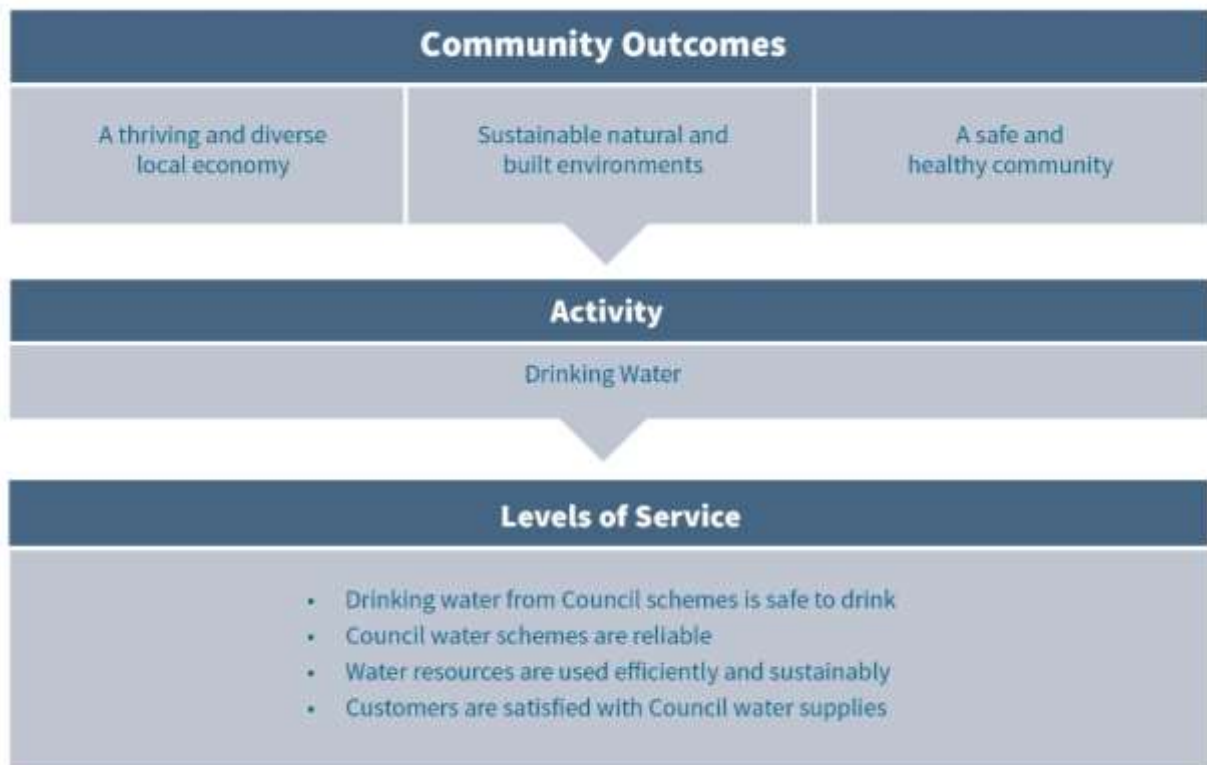 Community Outcomes
A thriving and diverse
local economy
Sustainable natural and
built environments
A safe and
healthy community
Activity
Drinking Water
Levels of Service
• Drinking water from Council schemes is safe to drink
• Council water schemes are reliable
• Water resources are used efficiently and sustainably
• Customers are satisfied with Council water supplies